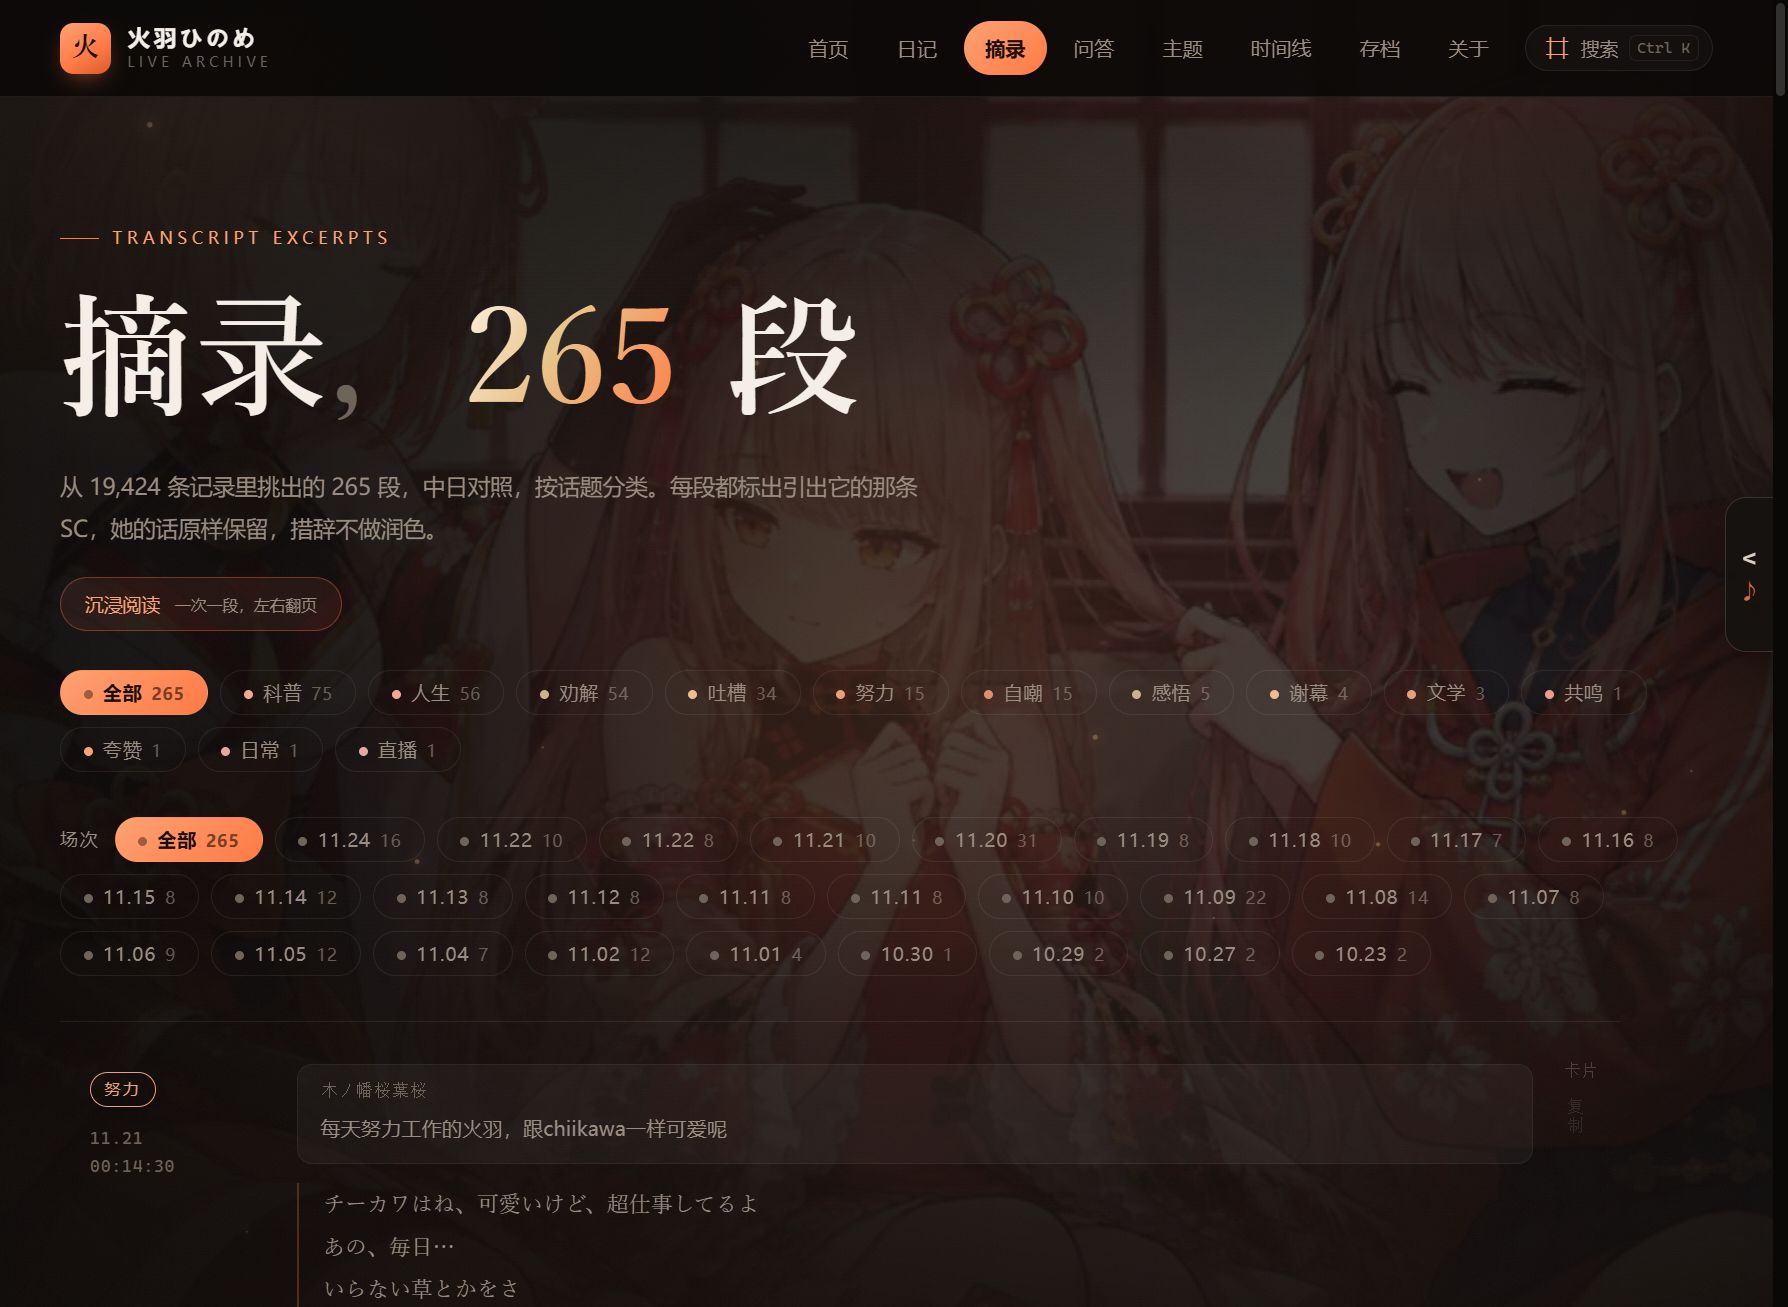 火
火羽ひのめ
LIVE ARCHIVE
首页
日记
摘录
问答
主题
时间线
存档
关于
搜索
Ctrl K
TRANSCRIPT EXCERPTS
摘录, 265 段
从 19,424 条记录里挑出的 265 段，中日对照，按话题分类。每段都标出引出它的那条
SC，她的话原样保留，措辞不做润色。
沉浸阅读 一次一段，左右翻页
<
♪
全部 265
科普 75
人生 56
劝解 54
吐槽 34
努力 15
自嘲 15
感悟 5
谢幕 4
文学 3
共鸣 1
夸赞 1
日常 1
直播 1
场次
全部 265
11.24 16
11.22 10
11.22 8
11.21 10
11.20 31
11.19 8
11.18 10
11.17 7
11.16 8
11.15 8
11.14 12
11.13 8
11.12 8
11.11 8
11.11 8
11.10 10
11.09 22
11.08 14
11.07 8
11.06 9
11.05 12
11.04 7
11.02 12
11.01 4
10.30 1
10.29 2
10.27 2
10.23 2
努力
11.21
00:14:30
木ノ幡桜葉桜
每天努力工作的火羽，跟chiikawa一样可爱呢
卡片
复
制
チーカワはね、可愛いけど、超仕事してるよ
あの、毎日…
いらない草とかをさ